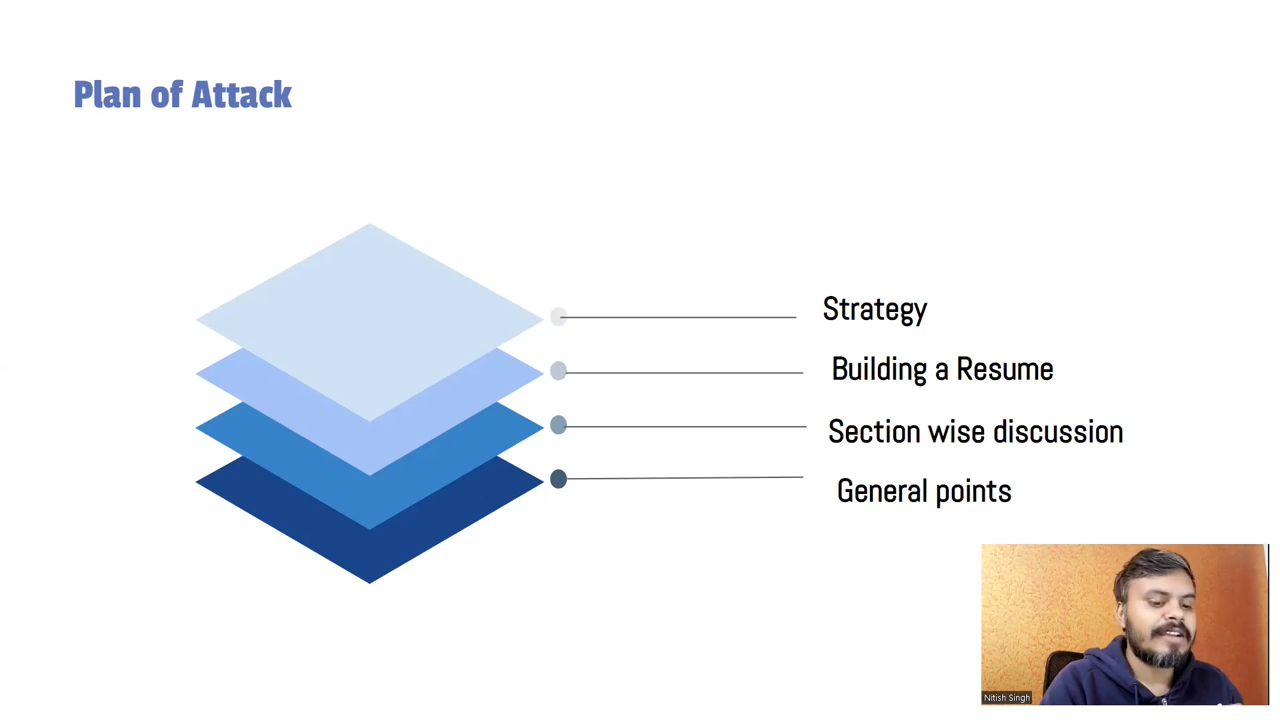 Plan of Attack
Strategy
Building a Resume
Section wise discussion
General points
Nitish Singh